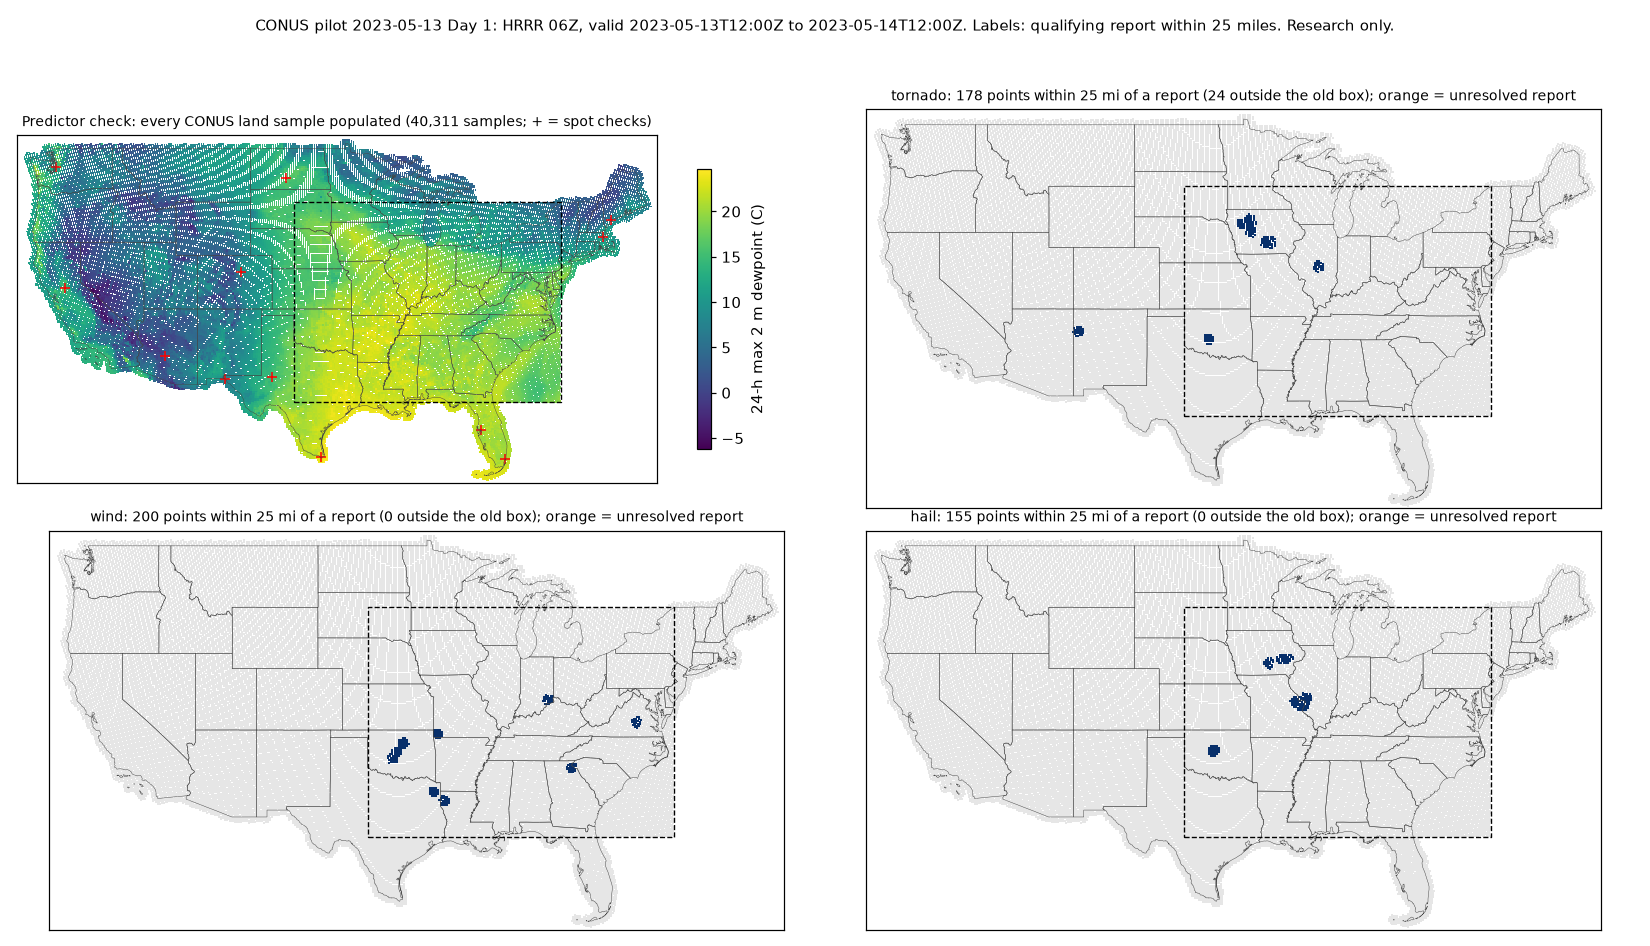 CONUS pilot 2023-05-13 Day 1: HRRR 06Z, valid 2023-05-13T12:00Z to 2023-05-14T12:00Z. Labels: qualifying report within 25 miles. Research only.
Predictor check: every CONUS land sample populated (40,311 samples; + = spot checks)
20
15
10
5
0
−5
24-h max 2 m dewpoint (C)
tornado: 178 points within 25 mi of a report (24 outside the old box); orange = unresolved report
wind: 200 points within 25 mi of a report (0 outside the old box); orange = unresolved report
hail: 155 points within 25 mi of a report (0 outside the old box); orange = unresolved report